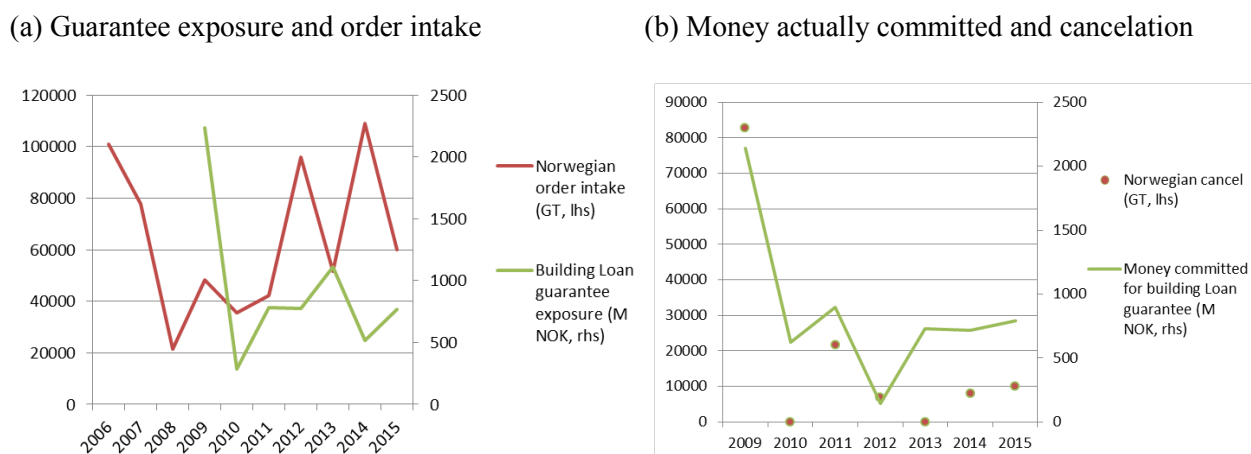 (a) Guarantee exposure and order intake
120000
100000
80000
60000
40000
20000
0
2500
2000
1500
1000
500
0
2006
2007
2008
2009
2010
2011
2012
2013
2014
2015
Norwegian
order intake
(GT, lhs)
Building Loan
guarantee
exposure (M
NOK, rhs)
(b) Money actually committed and cancelation
90000
80000
70000
60000
50000
40000
30000
20000
10000
0
2500
2000
1500
1000
500
0
2009 2010 2011 2012 2013 2014 2015
Norwegian cancel
(GT, lhs)
Money committed
for building Loan
guarantee (M
NOK, rhs)